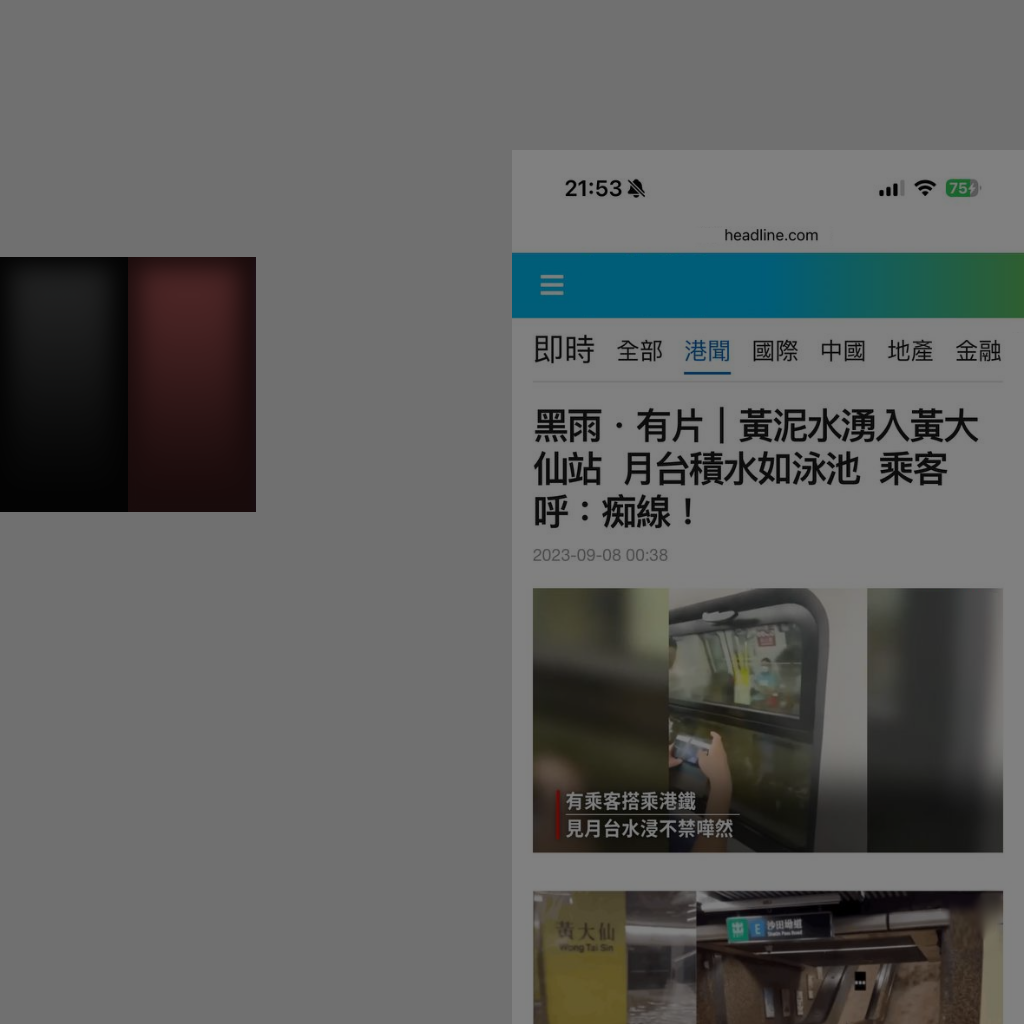 21:53
75
headline.com
即時 全部 港聞 國際 中國 地產 金融
黑雨．有片｜黃泥水湧入黃大
仙站 月台積水如泳池 乘客
呼：痴線！
2023-09-08 00:38
有乘客搭乘港鐵
見月台水浸不禁嘩然
黃大仙
Wong Tai Sin
出 E 沙田坳道